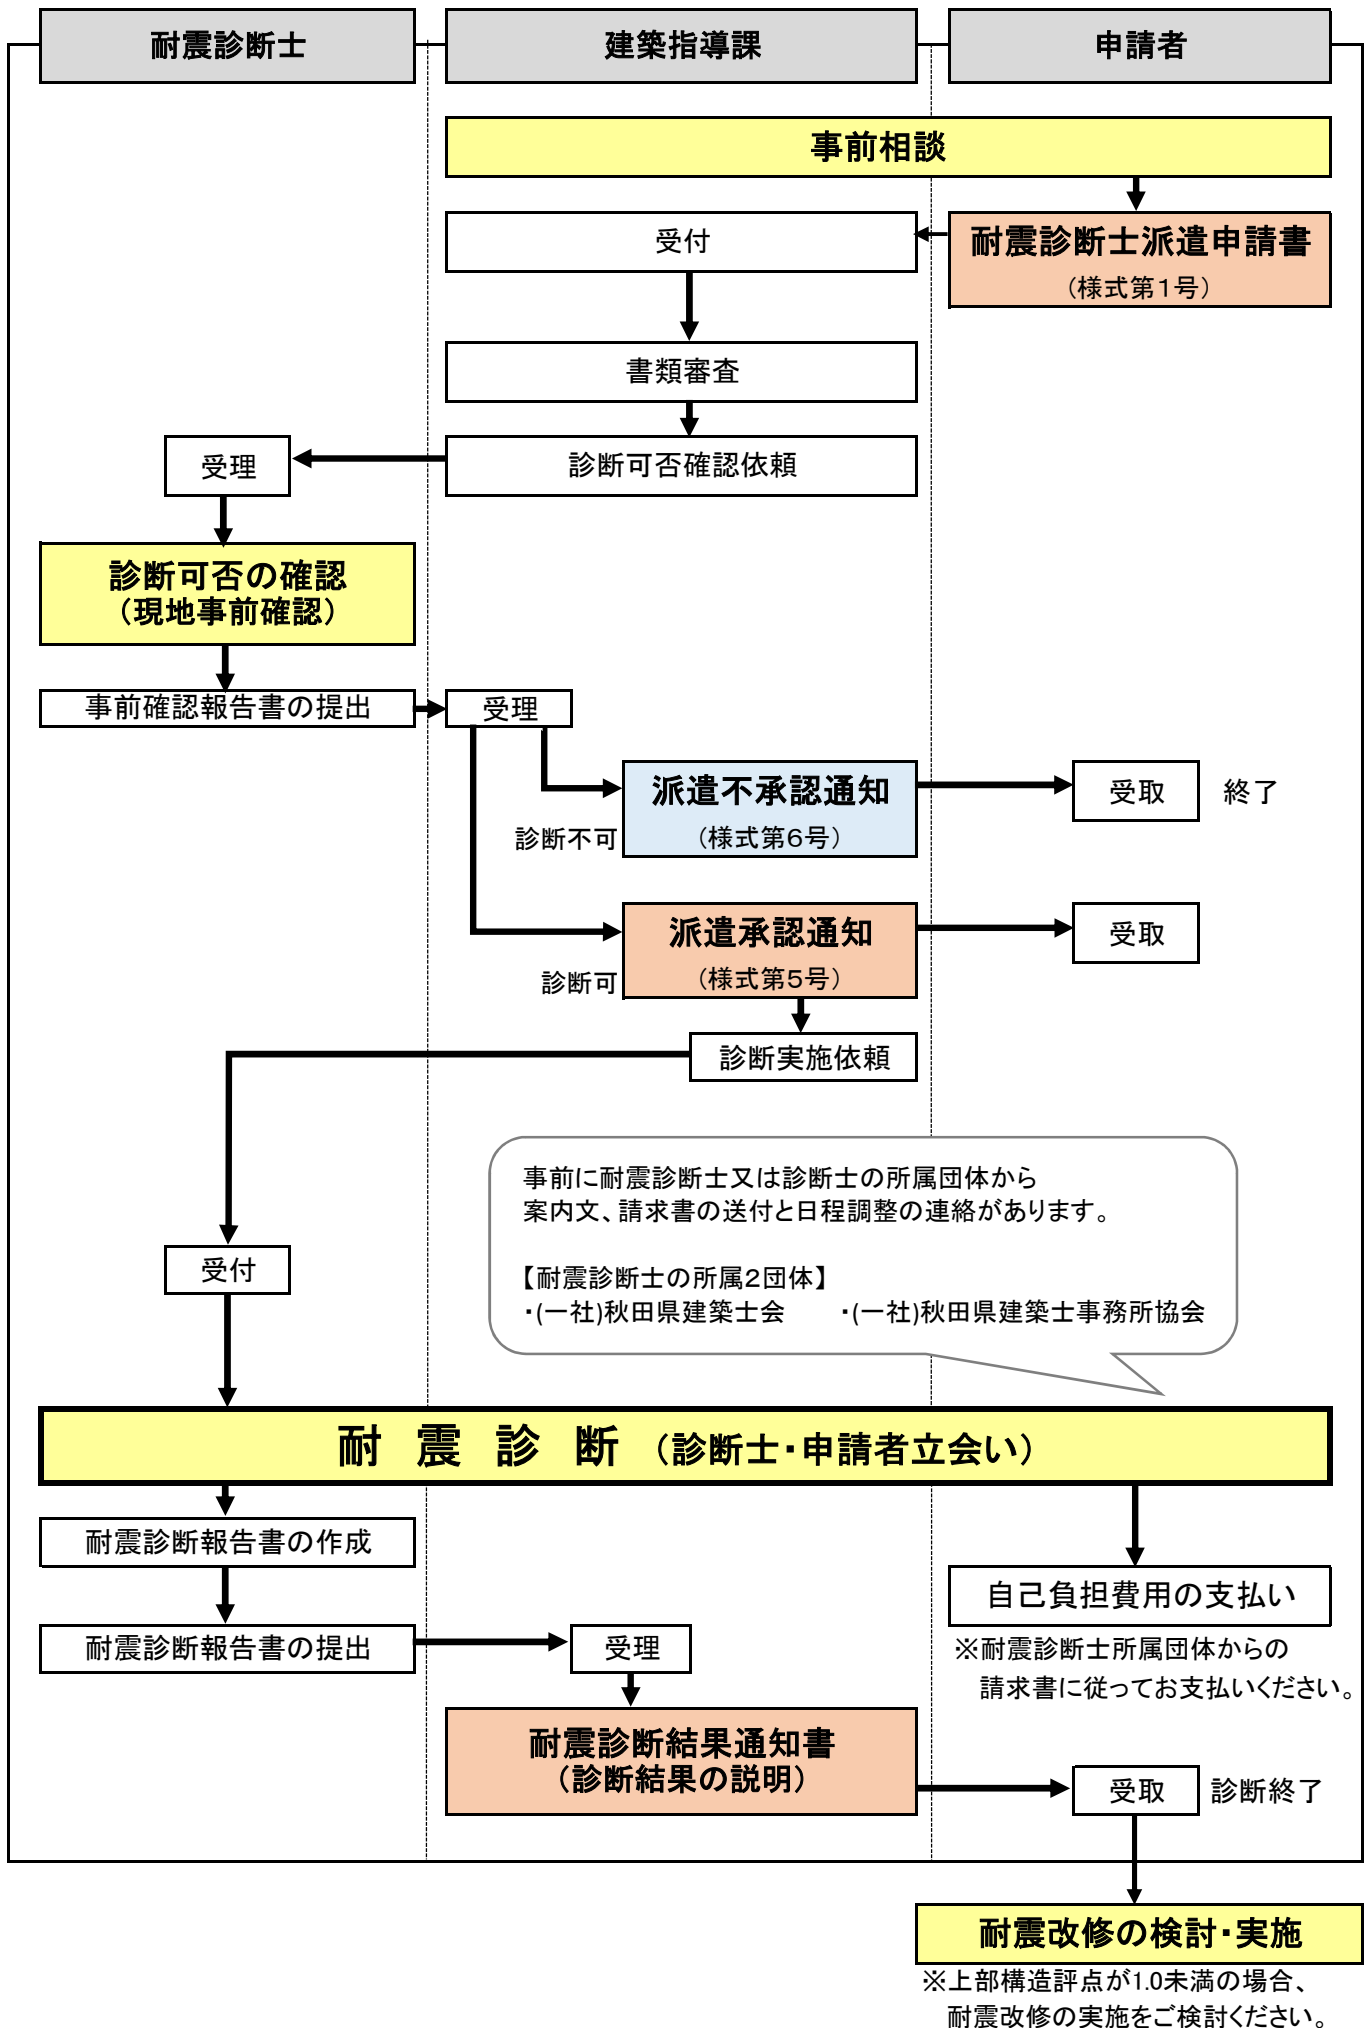 耐震診断士
建築指導課
申請者
事前相談
受付
耐震診断士派遣申請書
（様式第1号）
書類審査
受理
診断可否確認依頼
診断可否の確認
（現地事前確認）
事前確認報告書の提出
受理
派遣不承認通知
（様式第6号）
診断不可
受取
終了
派遣承認通知
（様式第5号）
診断可
受取
診断実施依頼
事前に耐震診断士又は診断士の所属団体から
案内文、請求書の送付と日程調整の連絡があります。
【耐震診断士の所属2団体】
・(一社)秋田県建築士会　　・(一社)秋田県建築士事務所協会
受付
耐　震　診　断　（診断士・申請者立会い）
耐震診断報告書の作成
自己負担費用の支払い
耐震診断報告書の提出
受理
※耐震診断士所属団体からの
請求書に従ってお支払いください。
耐震診断結果通知書
（診断結果の説明）
受取
診断終了
耐震改修の検討・実施
※上部構造評点が1.0未満の場合、
耐震改修の実施をご検討ください。